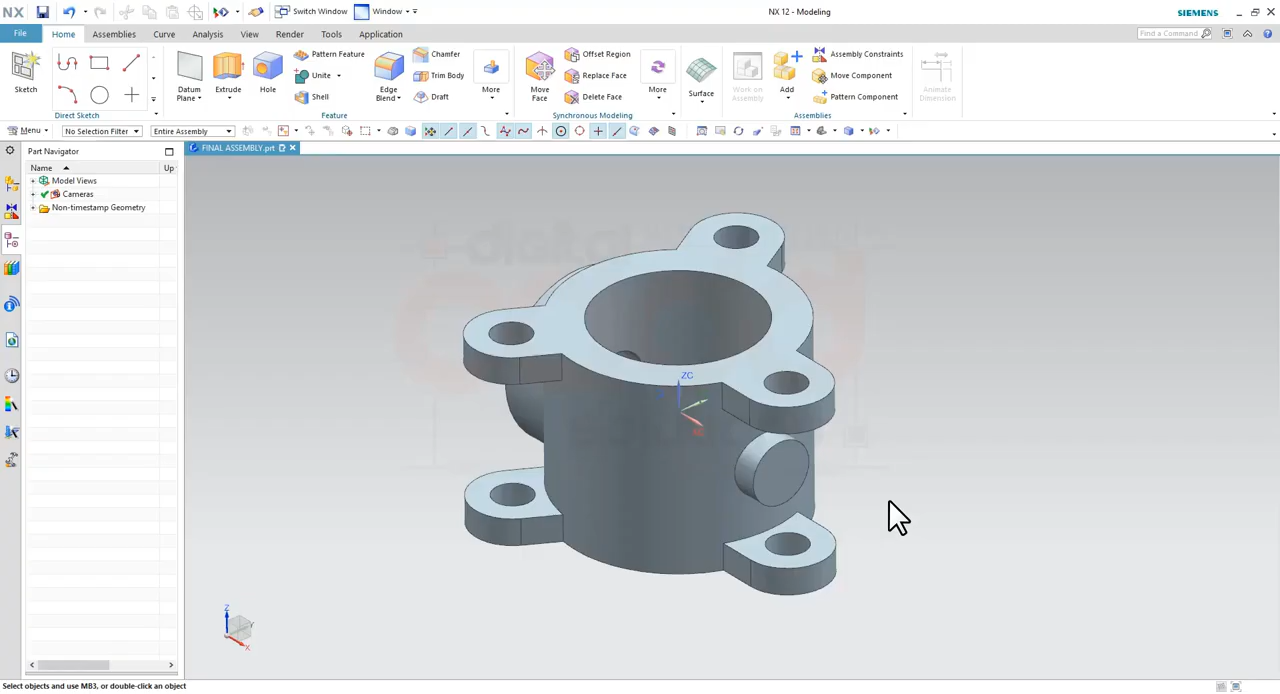 NX Switch Window Window NX 12 - Modeling SIEMENS
File Home Assemblies Curve Analysis View Render Tools Application Find a Command
Sketch
Direct Sketch
Datum Plane Extrude Hole Pattern Feature Unite Shell Edge Blend Chamfer Trim Body Draft More
Feature
Move Face Offset Region Replace Face Delete Face More
Synchronous Modeling
Surface
Work on Assembly Add Assembly Constraints Move Component Pattern Component
Assemblies
Animate Dimension
Menu No Selection Filter Entire Assembly
Part Navigator
FINAL ASSEMBLY.prt
Name Up
Model Views
Cameras
Non-timestamp Geometry
digital
ZC
Z
Y
X
Select objects and use MB3, or double-click an object